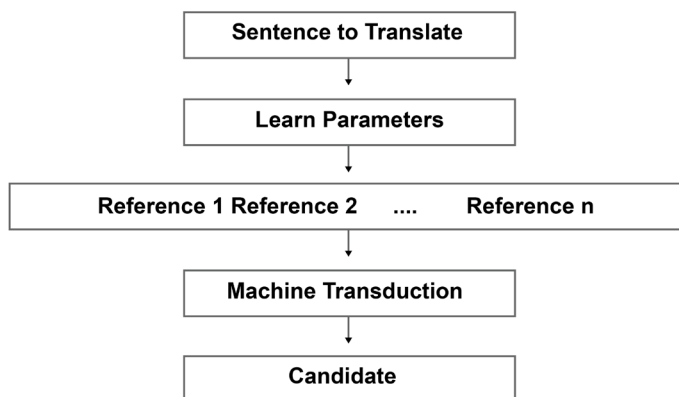 Sentence to Translate
Learn Parameters
Reference 1 Reference 2 .... Reference n
Machine Transduction
Candidate